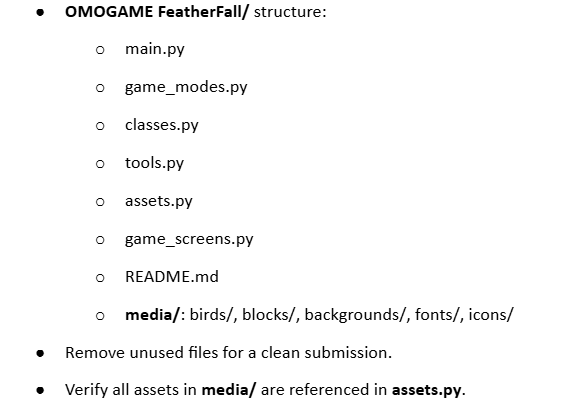 ● OMOGAME FeatherFall/ structure:
○ main.py
○ game_modes.py
○ classes.py
○ tools.py
○ assets.py
○ game_screens.py
○ README.md
○ media/: birds/, blocks/, backgrounds/, fonts/, icons/
● Remove unused files for a clean submission.
● Verify all assets in media/ are referenced in assets.py.